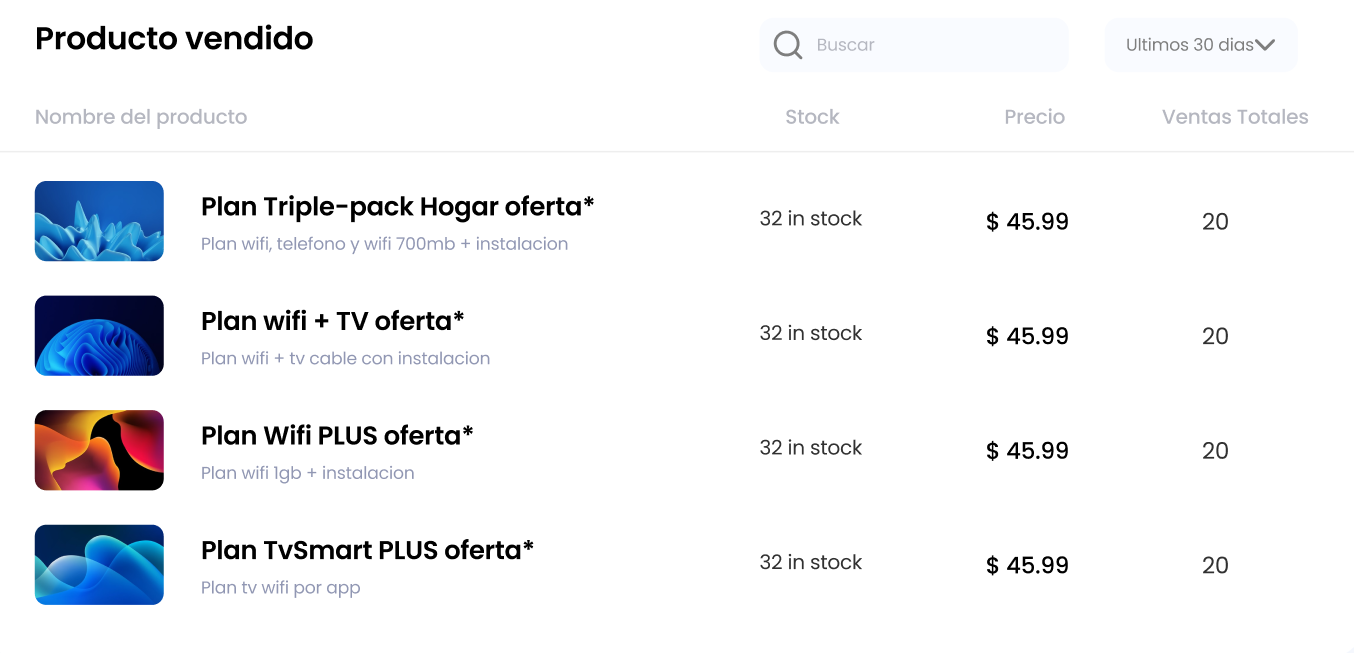 Producto vendido
Buscar
Ultimos 30 dias
Nombre del producto Stock Precio Ventas Totales
Plan Triple-pack Hogar oferta*
Plan wifi, telefono y wifi 700mb + instalacion
32 in stock $ 45.99 20
Plan wifi + TV oferta*
Plan wifi + tv cable con instalacion
32 in stock $ 45.99 20
Plan Wifi PLUS oferta*
Plan wifi 1gb + instalacion
32 in stock $ 45.99 20
Plan TvSmart PLUS oferta*
Plan tv wifi por app
32 in stock $ 45.99 20